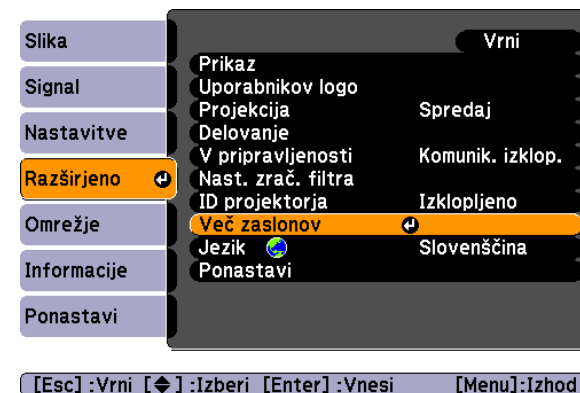 Slika
Signal
Nastavitve
Razširjeno
Omrežje
Informacije
Ponastavi
Vrni
Prikaz
Uporabnikov logo
Projekcija Spredaj
Delovanje
V pripravljenosti Komunik. izklop.
Nast. zrač. filtra
ID projektorja Izklopljeno
Več zaslonov
Jezik Slovenščina
Ponastavi
[Esc] :Vrni [◆] :Izberi [Enter] :Vnesi [Menu]:Izhod